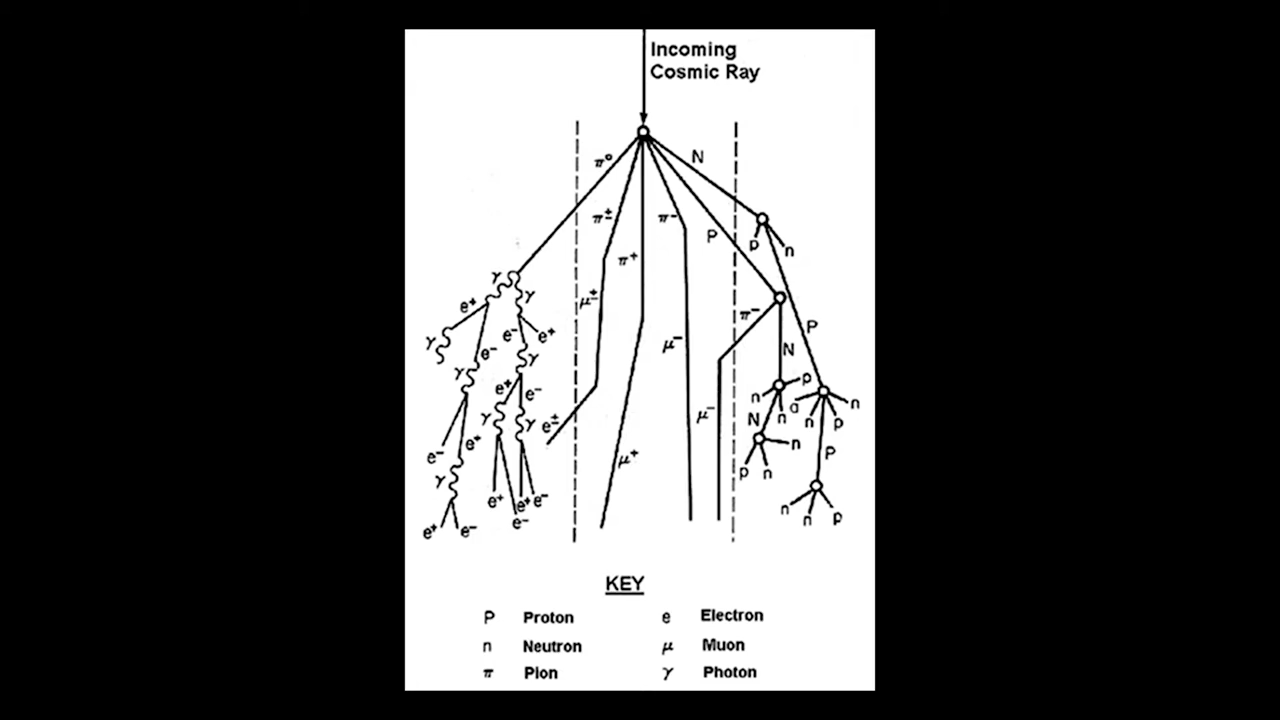 Incoming
Cosmic Ray
π° N
π± π- P
π+
γ γ
e+ μ± π- P
γ e- e- e+ μ- N
γ γ p
e+ e- n a n
γ γ μ- n n p
e- e+ e± N P
γ μ+ p n n
e+ e+ e- n n p
e+ e- e-
KEY
P Proton e Electron
n Neutron μ Muon
π Pion γ Photon